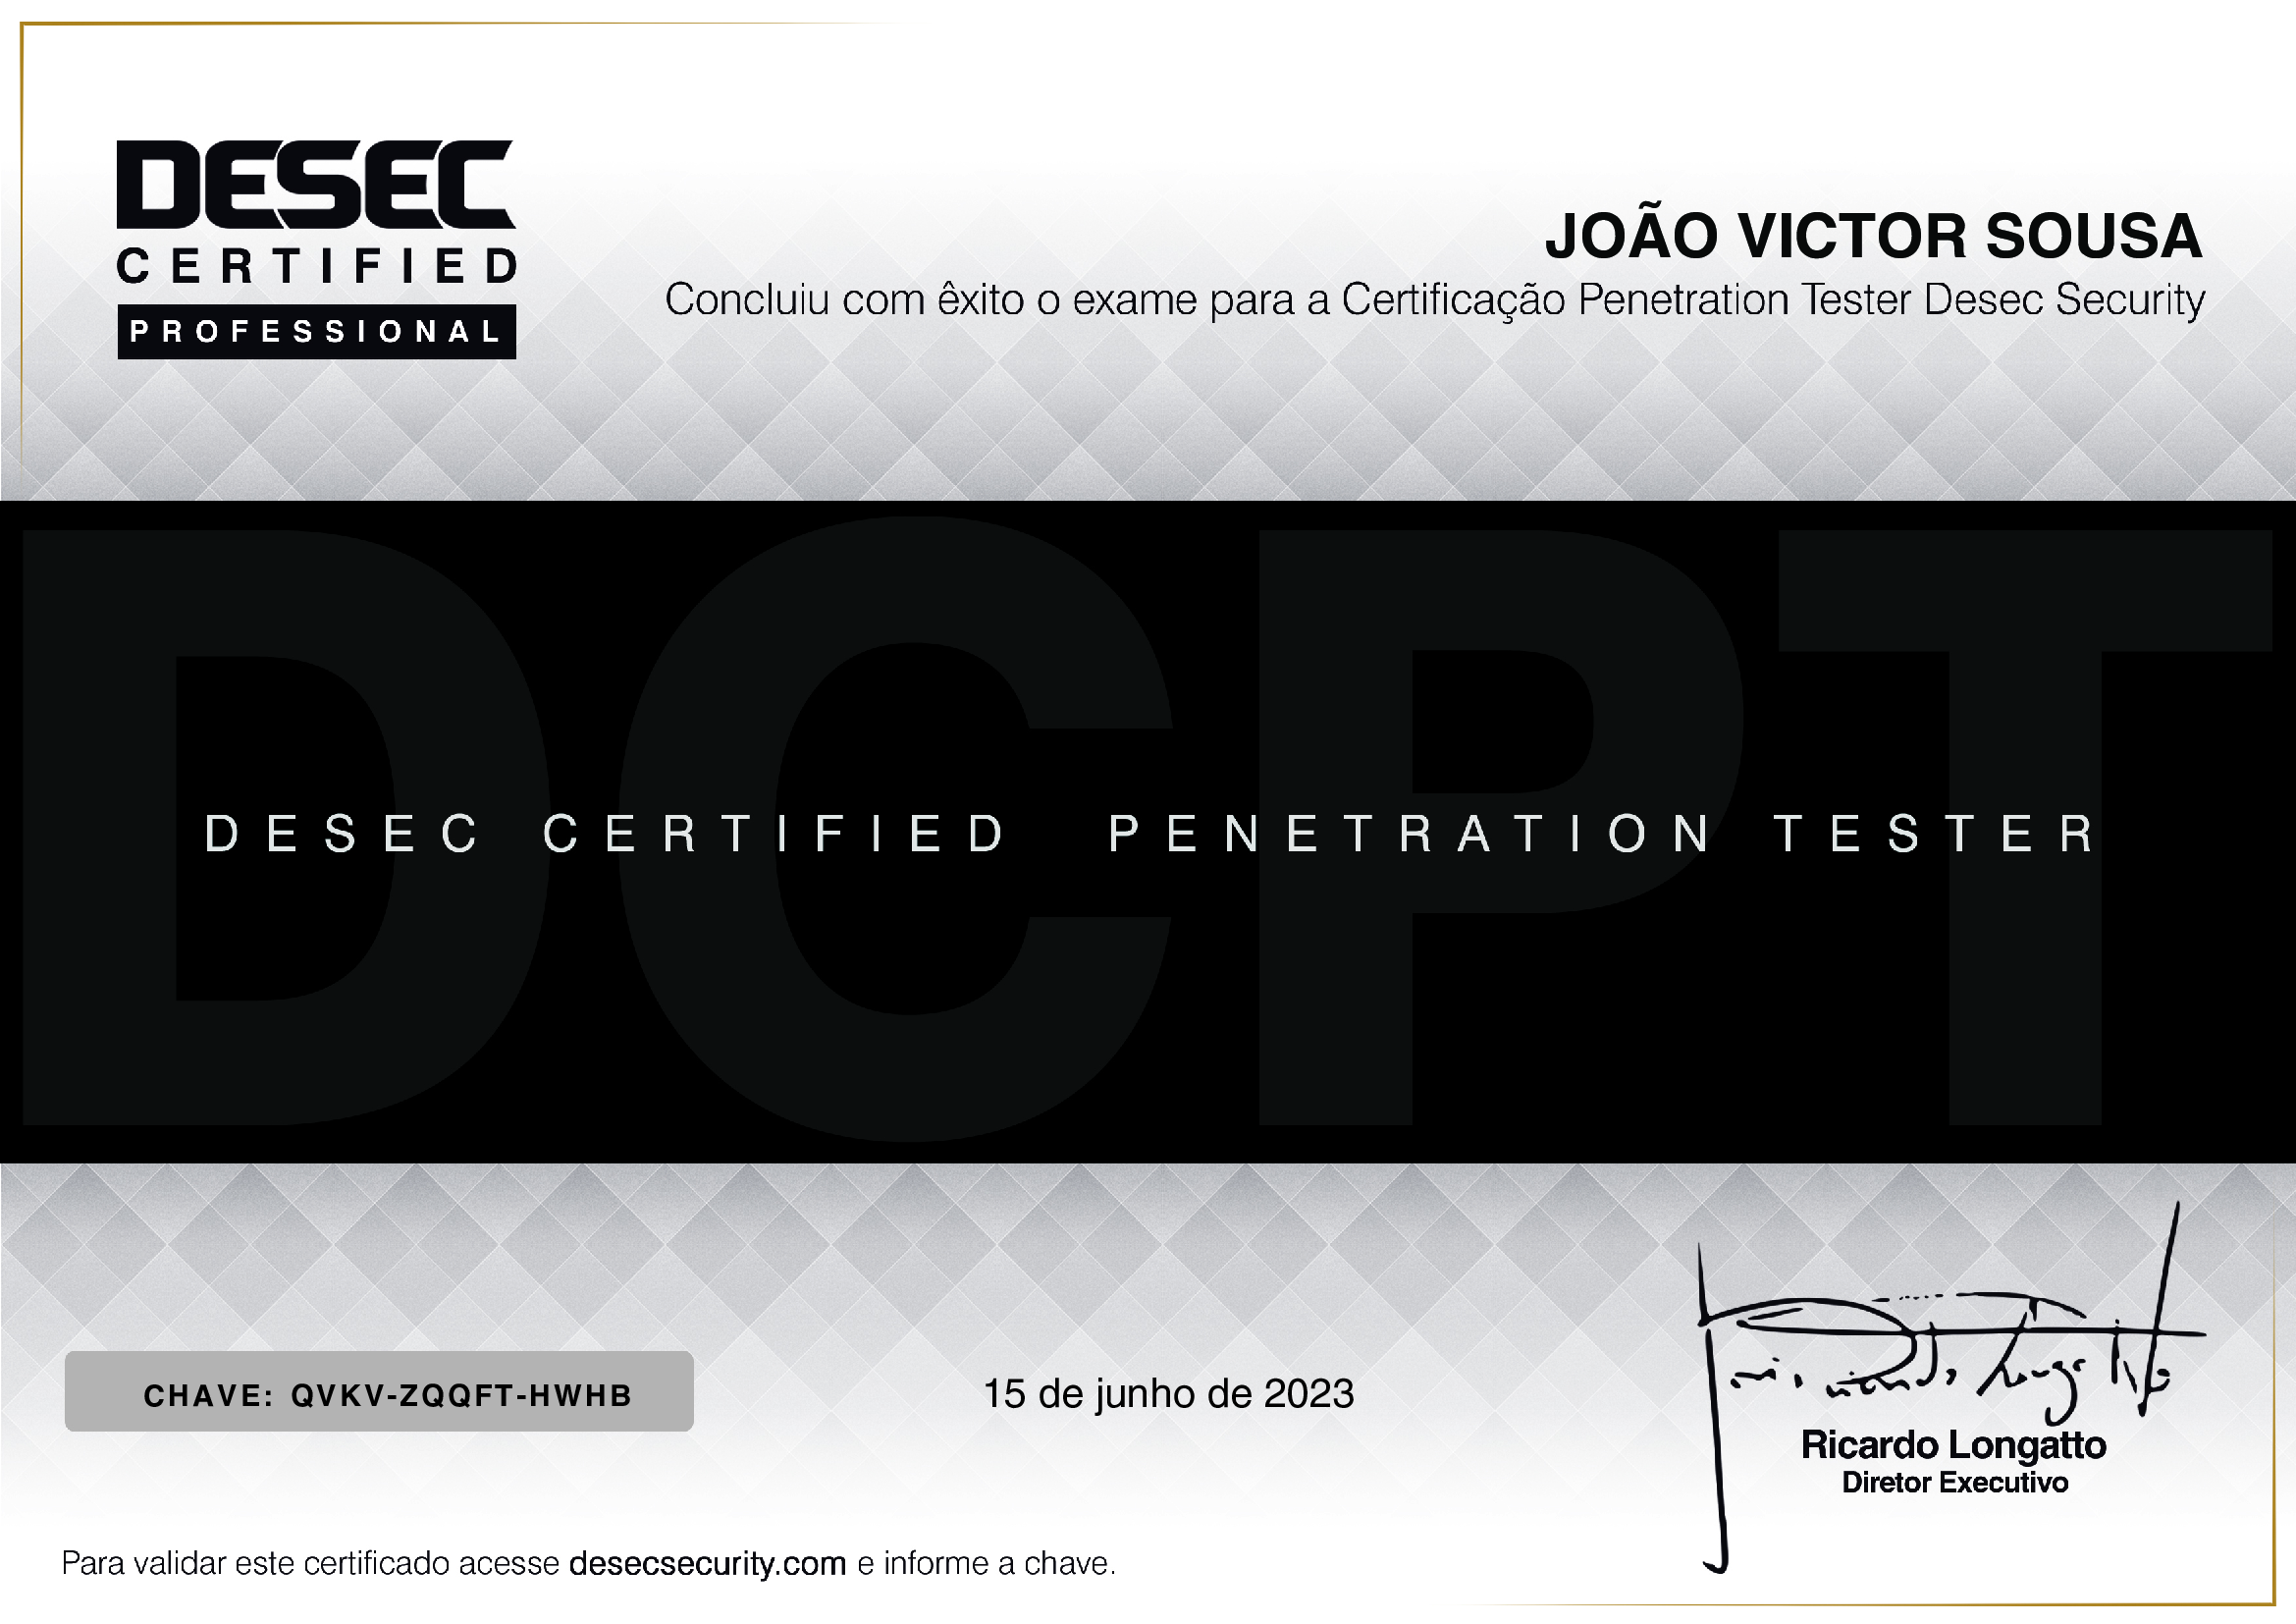 DESEC
CERTIFIED
PROFESSIONAL
JOÃO VICTOR SOUSA
Concluiu com êxito o exame para a Certificação Penetration Tester Desec Security
DCPT
DESEC CERTIFIED PENETRATION TESTER
CHAVE: QVKV-ZQQFT-HWHB
15 de junho de 2023
Ricardo Longatto
Diretor Executivo
Para validar este certificado acesse desecsecurity.com e informe a chave.